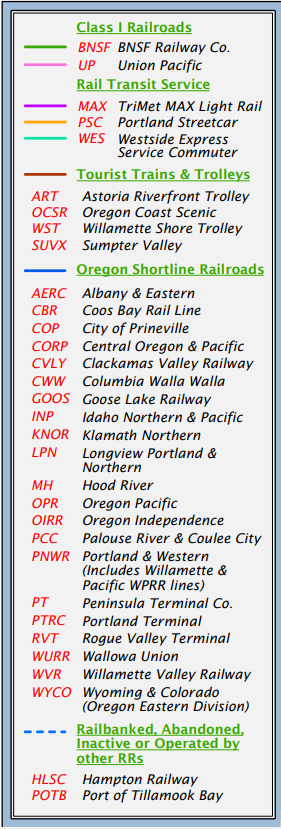 Class I Railroads
BNSF BNSF Railway Co.
UP Union Pacific
Rail Transit Service
MAX TriMet MAX Light Rail
PSC Portland Streetcar
WES Westside Express
Service Commuter
Tourist Trains & Trolleys
ART Astoria Riverfront Trolley
OCSR Oregon Coast Scenic
WST Willamette Shore Trolley
SUVX Sumpter Valley
Oregon Shortline Railroads
AERC Albany & Eastern
CBR Coos Bay Rail Line
COP City of Prineville
CORP Central Oregon & Pacific
CVLY Clackamas Valley Railway
CWW Columbia Walla Walla
GOOS Goose Lake Railway
INP Idaho Northern & Pacific
KNOR Klamath Northern
LPN Longview Portland &
Northern
MH Hood River
OPR Oregon Pacific
OIRR Oregon Independence
PCC Palouse River & Coulee City
PNWR Portland & Western
(Includes Willamette &
Pacific WPRR lines)
PT Peninsula Terminal Co.
PTRC Portland Terminal
RVT Rogue Valley Terminal
WURR Wallowa Union
WVR Willamette Valley Railway
WYCO Wyoming & Colorado
(Oregon Eastern Division)
Railbanked, Abandoned,
Inactive or Operated by
other RRs
HLSC Hampton Railway
POTB Port of Tillamook Bay